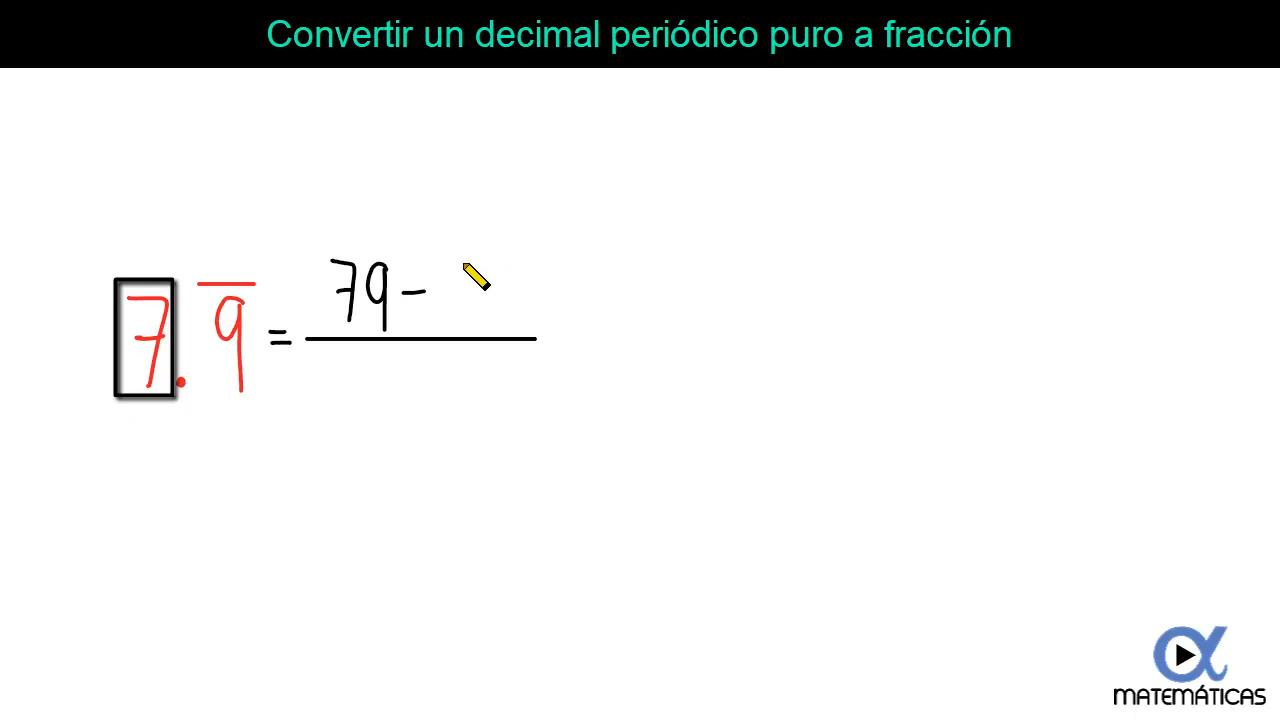 Convertir un decimal periódico puro a fracción
79 -
7.9̅ =
MATEMÁTICAS